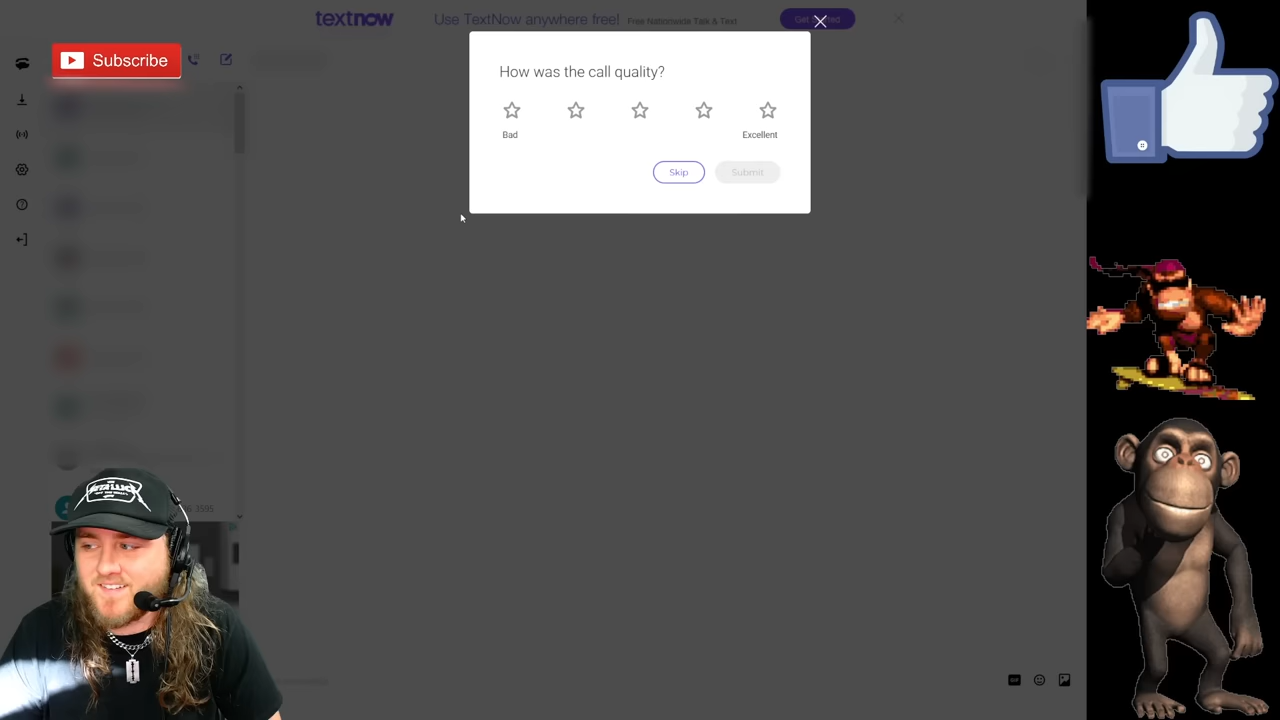 textnow
Use TextNow anywhere free! Free Nationwide Talk & Text
Subscribe
How was the call quality?
Bad
Excellent
Skip
Submit
GIF